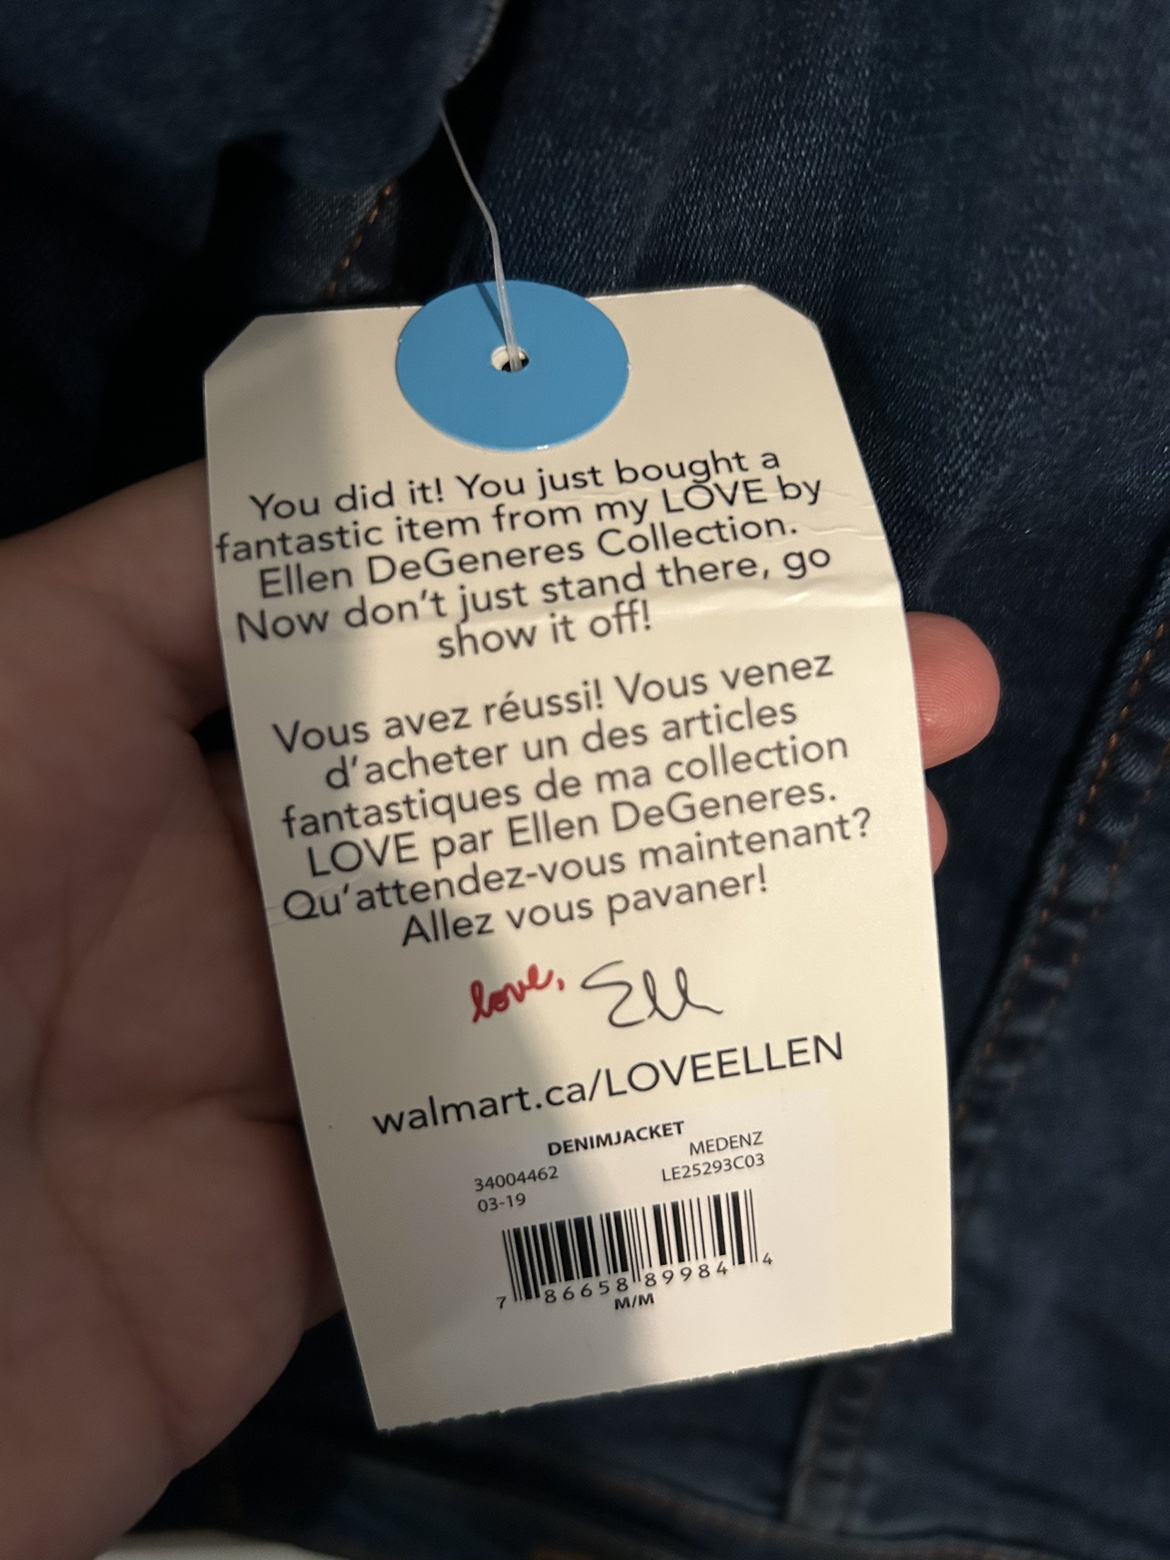 You did it! You just bought a
fantastic item from my LOVE by
Ellen DeGeneres Collection.
Now don't just stand there, go
show it off!
Vous avez réussi! Vous venez
d'acheter un des articles
fantastiques de ma collection
LOVE par Ellen DeGeneres.
Qu'attendez-vous maintenant?
Allez vous pavaner!
love, Ell
walmart.ca/LOVEELLEN
DENIMJACKET
34004462 MEDENZ
03-19 LE25293C03
7 86658 89984 4
M/M